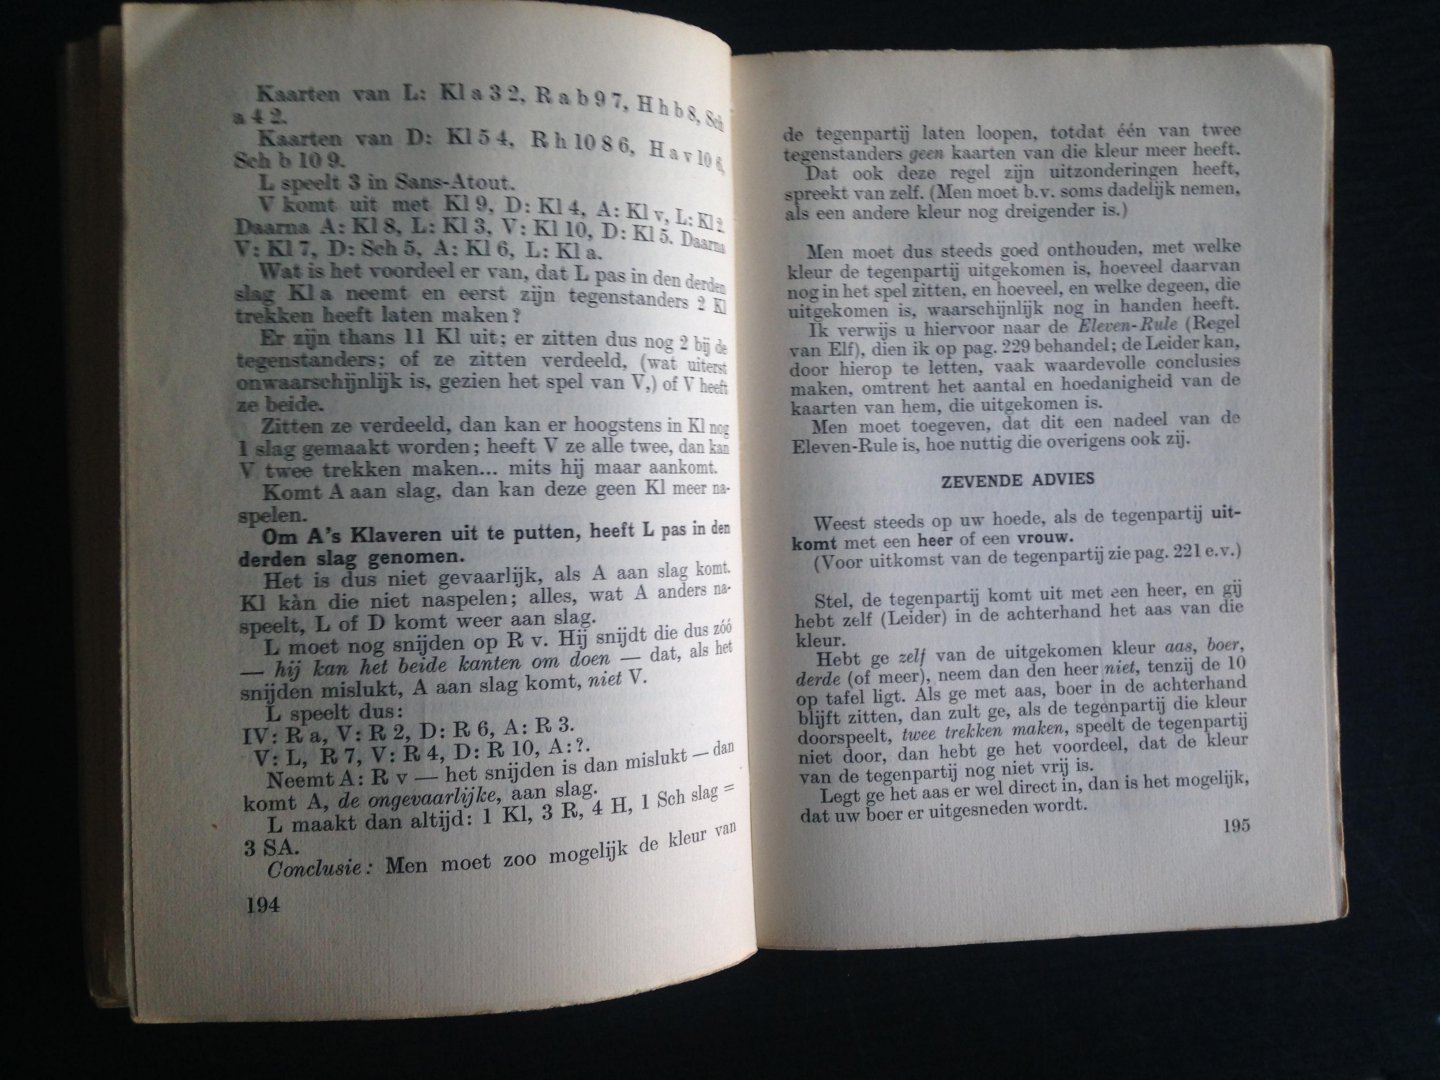 Kaarten van L: Kl a 3 2, R a b 9 7, H h b 8, Sch
a 4 2.
Kaarten van D: Kl 5 4, R h 10 8 6, H a v 10 6,
Sch b 10 9.
L speelt 3 in Sans-Atout.
V komt uit met Kl 9, D: Kl 4, A: Kl v, L: Kl 2.
Daarna A: Kl 8, L: Kl 3, V: Kl 10, D: Kl 5. Daarna
V: Kl 7, D: Sch 5, A: Kl 6, L: Kl a.
Wat is het voordeel er van, dat L pas in den derden
slag Kl a neemt en eerst zijn tegenstanders 2 Kl
trekken heeft laten maken?
Er zijn thans 11 Kl uit; er zitten dus nog 2 bij de
tegenstanders; of ze zitten verdeeld, (wat uiterst
onwaarschijnlijk is, gezien het spel van V,) of V heeft
ze beide.
Zitten ze verdeeld, dan kan er hoogstens in Kl nog
1 slag gemaakt worden; heeft V ze alle twee, dan kan
V twee trekken maken... mits hij maar aankomt.
Komt A aan slag, dan kan deze geen Kl meer na-
spelen.
Om A's Klaveren uit te putten, heeft L pas in den
derden slag genomen.
Het is dus niet gevaarlijk, als A aan slag komt.
Kl kàn die niet naspelen; alles, wat A anders na-
speelt, L of D komt weer aan slag.
L moet nog snijden op R v. Hij snijdt die dus zóó
— hij kan het beide kanten om doen — dat, als het
snijden mislukt, A aan slag komt, niet V.
L speelt dus:
IV: R a, V: R 2, D: R 6, A: R 3.
V: L, R 7, V: R 4, D: R 10, A: ?.
Neemt A: R v — het snijden is dan mislukt — dan
komt A, de ongevaarlijke, aan slag.
L maakt dan altijd: 1 Kl, 3 R, 4 H, 1 Sch slag =
3 SA.
Conclusie: Men moet zoo mogelijk de kleur van
194
de tegenpartij laten loopen, totdat één van twee
tegenstanders geen kaarten van die kleur meer heeft.
Dat ook deze regel zijn uitzonderingen heeft,
spreekt van zelf. (Men moet b.v. soms dadelijk nemen,
als een andere kleur nog dreigender is.)
Men moet dus steeds goed onthouden, met welke
kleur de tegenpartij uitgekomen is, hoeveel daarvan
nog in het spel zitten, en hoeveel, en welke degeen, die
uitgekomen is, waarschijnlijk nog in handen heeft.
Ik verwijs u hiervoor naar de Eleven-Rule (Regel
van Elf), dien ik op pag. 229 behandel; de Leider kan,
door hierop te letten, vaak waardevolle conclusies
maken, omtrent het aantal en hoedanigheid van de
kaarten van hem, die uitgekomen is.
Men moet toegeven, dat dit een nadeel van de
Eleven-Rule is, hoe nuttig die overigens ook zij.
ZEVENDE ADVIES
Weest steeds op uw hoede, als de tegenpartij uit-
komt met een heer of een vrouw.
(Voor uitkomst van de tegenpartij zie pag. 221 e.v.)
Stel, de tegenpartij komt uit met een heer, en gij
hebt zelf (Leider) in de achterhand het aas van die
kleur.
Hebt ge zelf van de uitgekomen kleur aas, boer,
derde (of meer), neem dan den heer niet, tenzij de 10
op tafel ligt. Als ge met aas, boer in de achterhand
blijft zitten, dan zult ge, als de tegenpartij die kleur
doorspeelt, twee trekken maken, speelt de tegenpartij
niet door, dan hebt ge het voordeel, dat de kleur
van de tegenpartij nog niet vrij is.
Legt ge het aas er wel direct in, dan is het mogelijk,
dat uw boer er uitgesneden wordt.
195